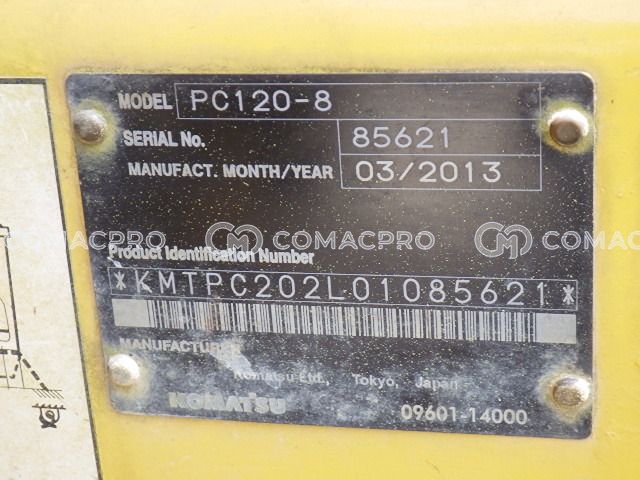 MODEL PC120-8
SERIAL No. 85621
MANUFACT. MONTH/YEAR 03/2013
COMACPRO COMACPRO
Product Identification Number
*KMTPC202L01085621*
MANUFACTURER
Komatsu Ltd., Tokyo, Japan
KOMATSU 09601-14000